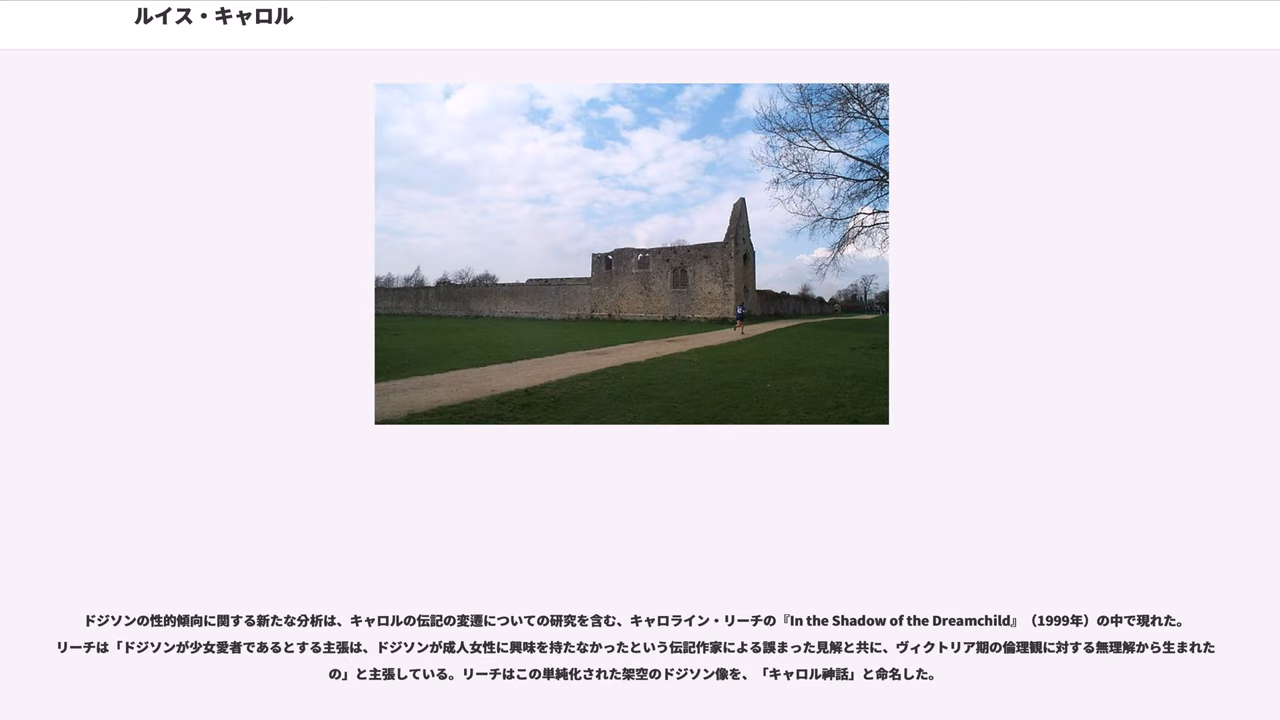 ルイス・キャロル
ドジソンの性的傾向に関する新たな分析は、キャロルの伝記の変遷についての研究を含む、キャロライン・リーチの『In the Shadow of the Dreamchild』（1999年）の中で現れた。
リーチは「ドジソンが少女愛者であるとする主張は、ドジソンが成人女性に興味を持たなかったという伝記作家による誤まった見解と共に、ヴィクトリア期の倫理観に対する無理解から生まれた
の」と主張している。リーチはこの単純化された架空のドジソン像を、「キャロル神話」と命名した。